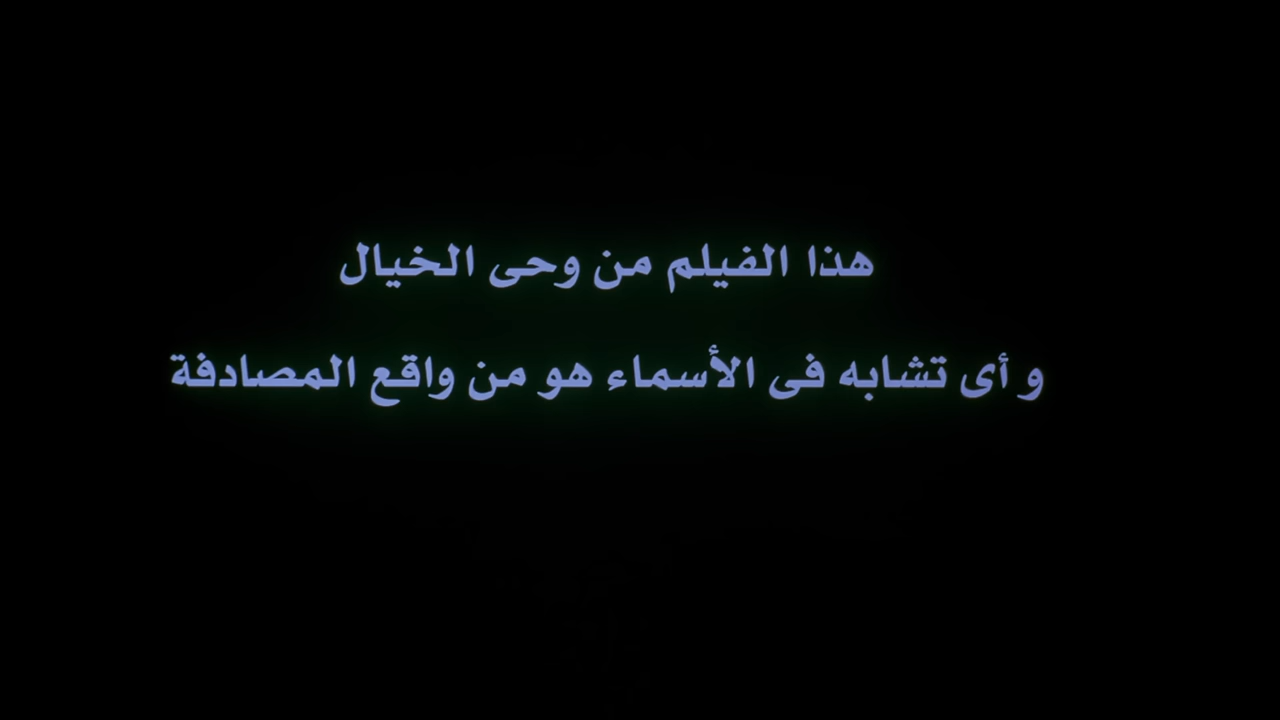 هذا الفيلم من وحى الخيال
و أى تشابه فى الأسماء هو من واقع المصادفة